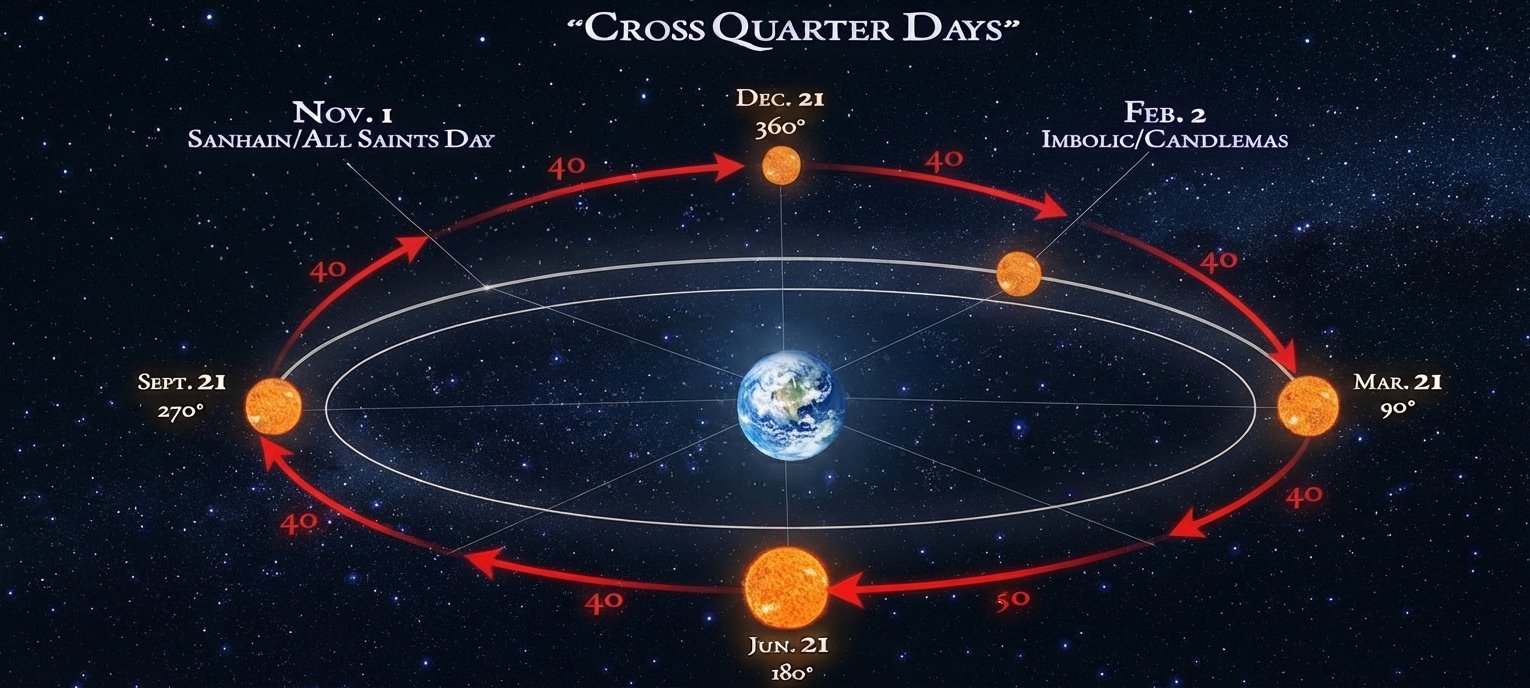 “Cross Quarter Days”
Nov. 1
Sanhain/All Saints Day
Dec. 21
360°
Feb. 2
Imbolic/Candlemas
40
40
40
40
Sept. 21
270°
Mar. 21
90°
40
40
40
50
Jun. 21
180°